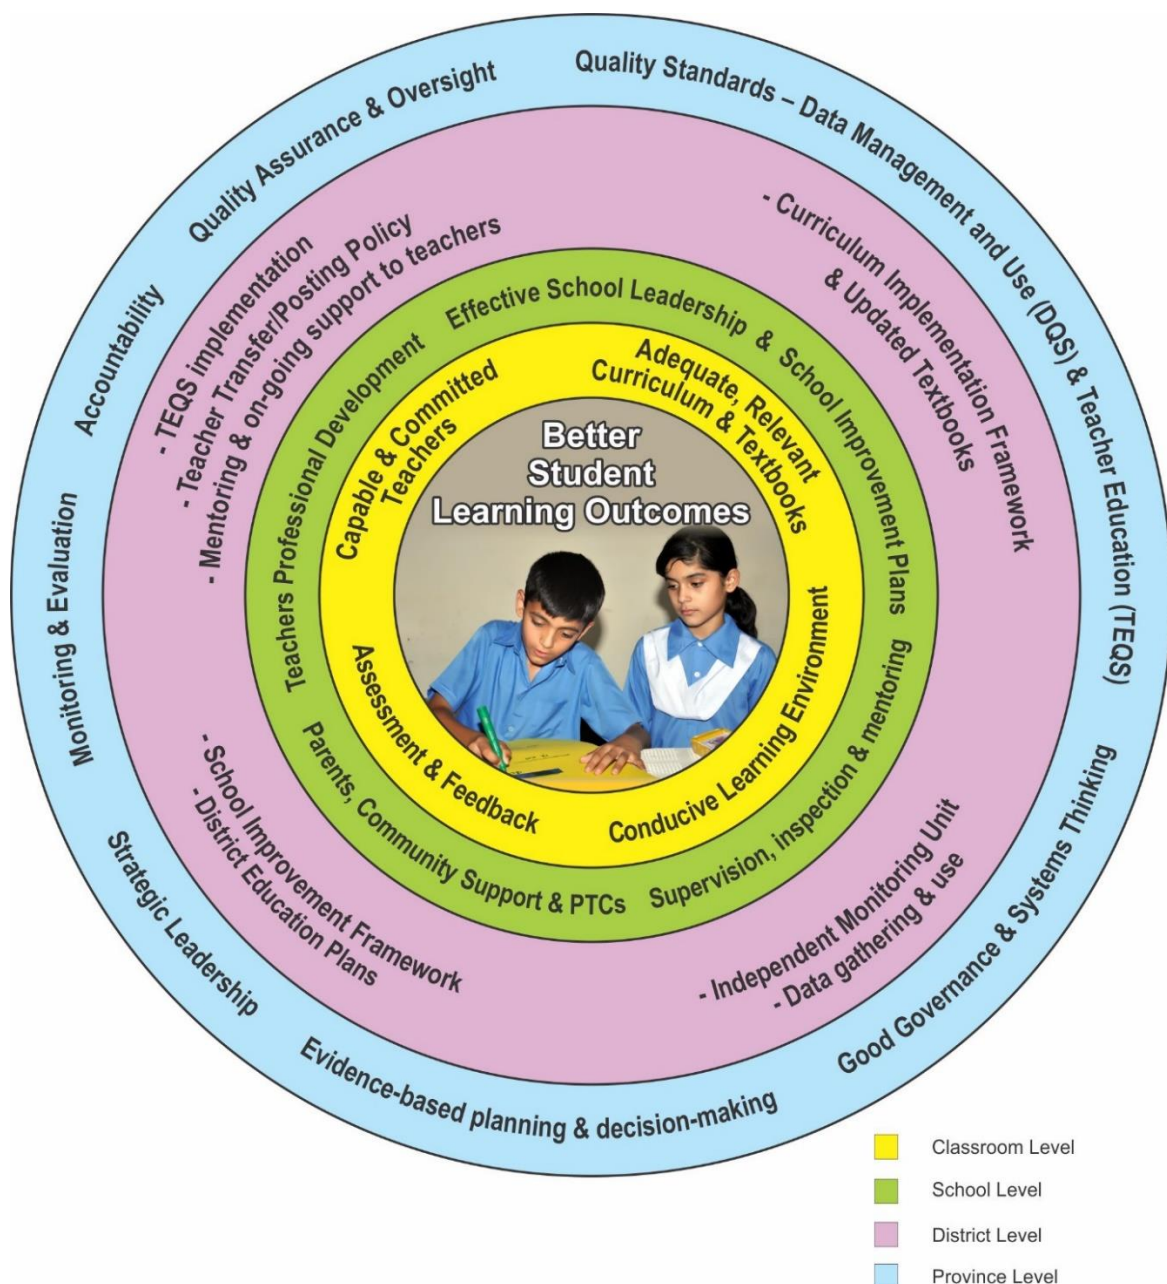 Quality Assurance & Oversight
Quality Standards – Data Management and Use (DQS) & Teacher Education (TEQS)
Accountability
Monitoring & Evaluation
Strategic Leadership
Evidence-based planning & decision-making
Good Governance & Systems Thinking
- TEQS implementation
- Teacher Transfer/Posting Policy
- Mentoring & on-going support to teachers
- Curriculum Implementation Framework
& Updated Textbooks
- School Improvement Framework
- District Education Plans
- Independent Monitoring Unit
- Data gathering & use
Teachers Professional Development
Effective School Leadership & School Improvement Plans
Parents, Community Support & PTCs
Supervision, inspection & mentoring
Capable & Committed
Teachers
Adequate, Relevant
Curriculum & Textbooks
Assessment & Feedback
Conducive Learning Environment
Better
Student
Learning Outcomes
Classroom Level
School Level
District Level
Province Level